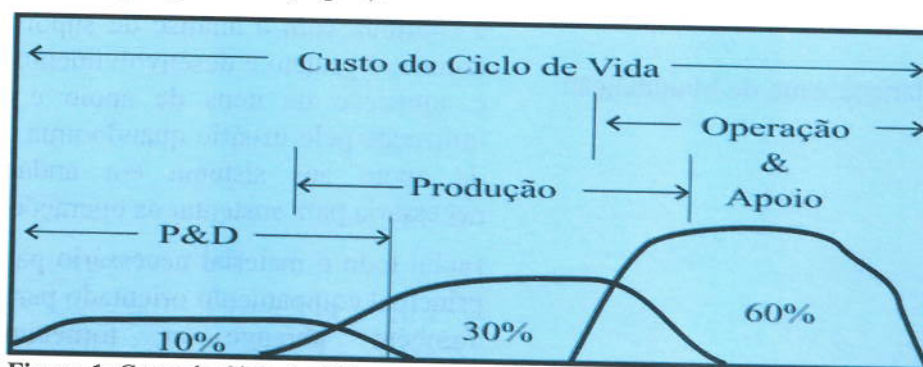 Custo do Ciclo de Vida
Operação
&
Apoio
Produção
P&D
10%
30%
60%